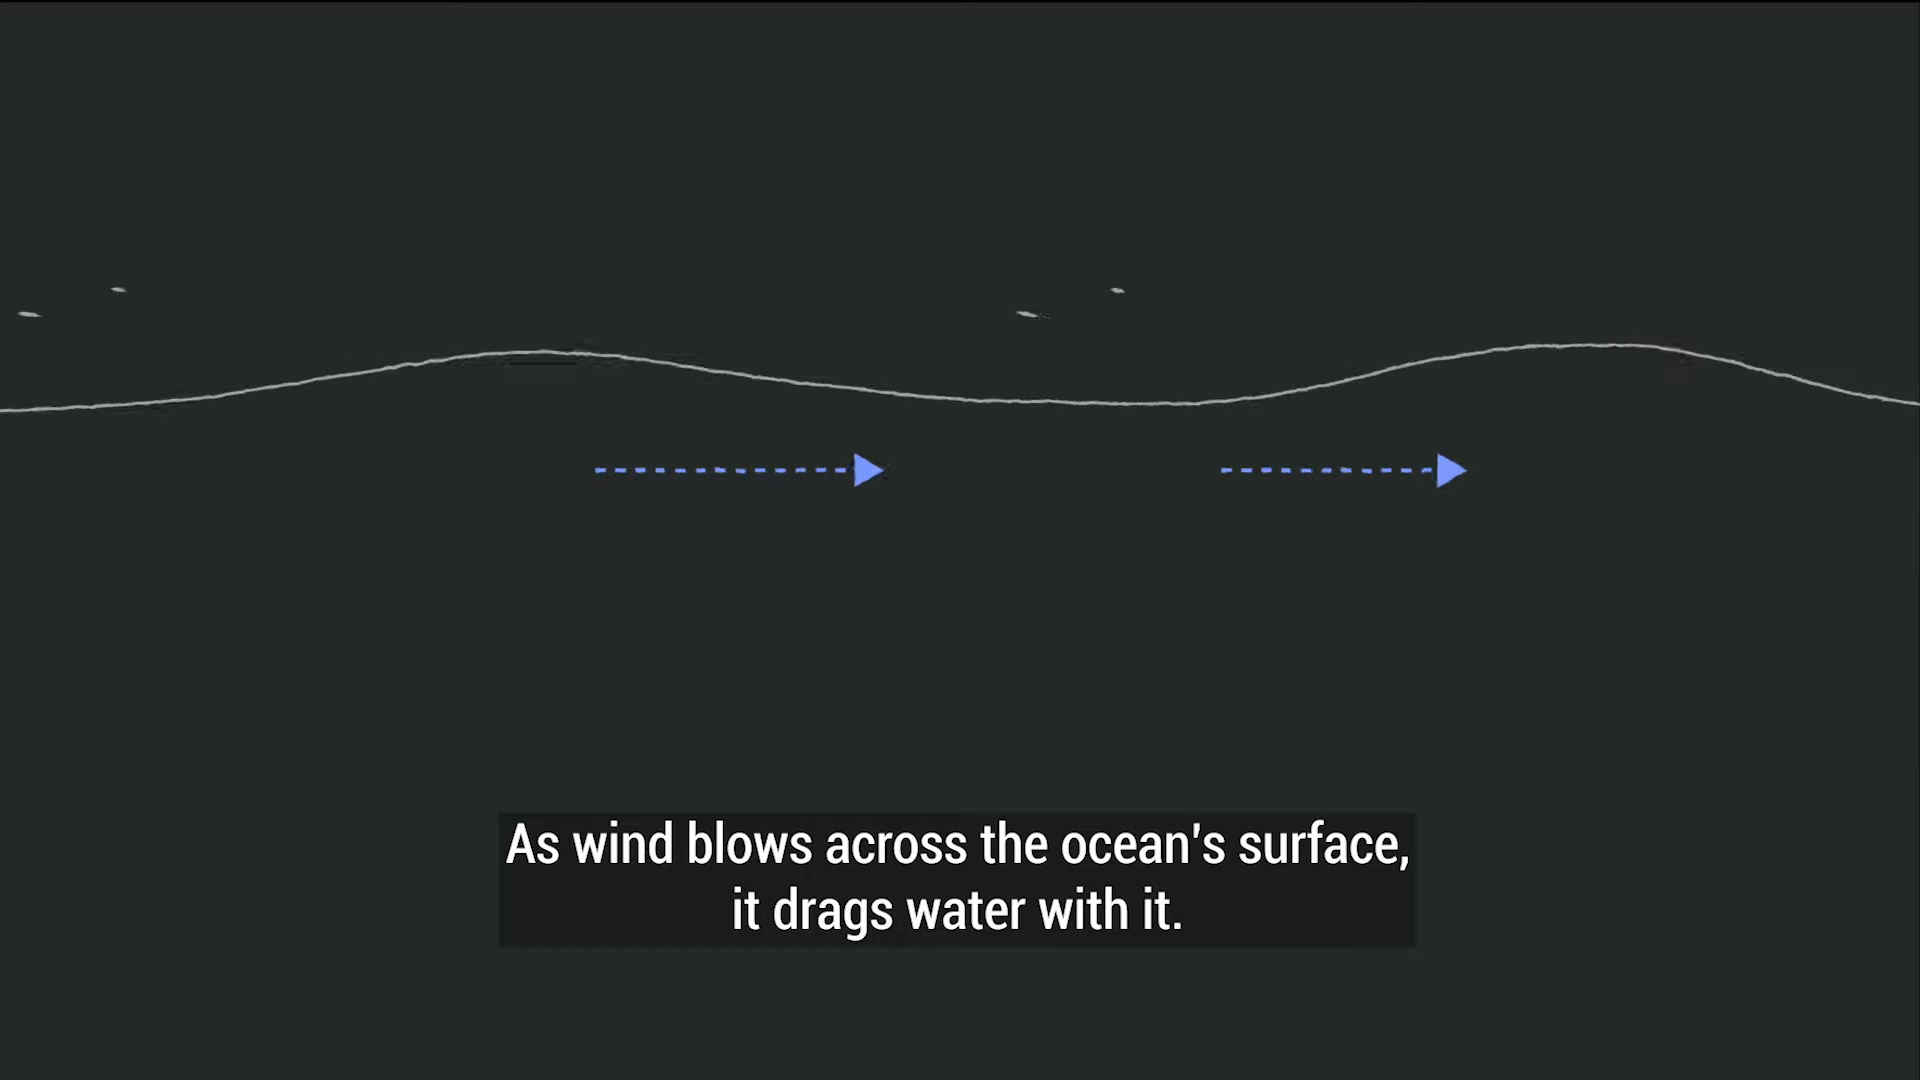 As wind blows across the ocean's surface,
it drags water with it.